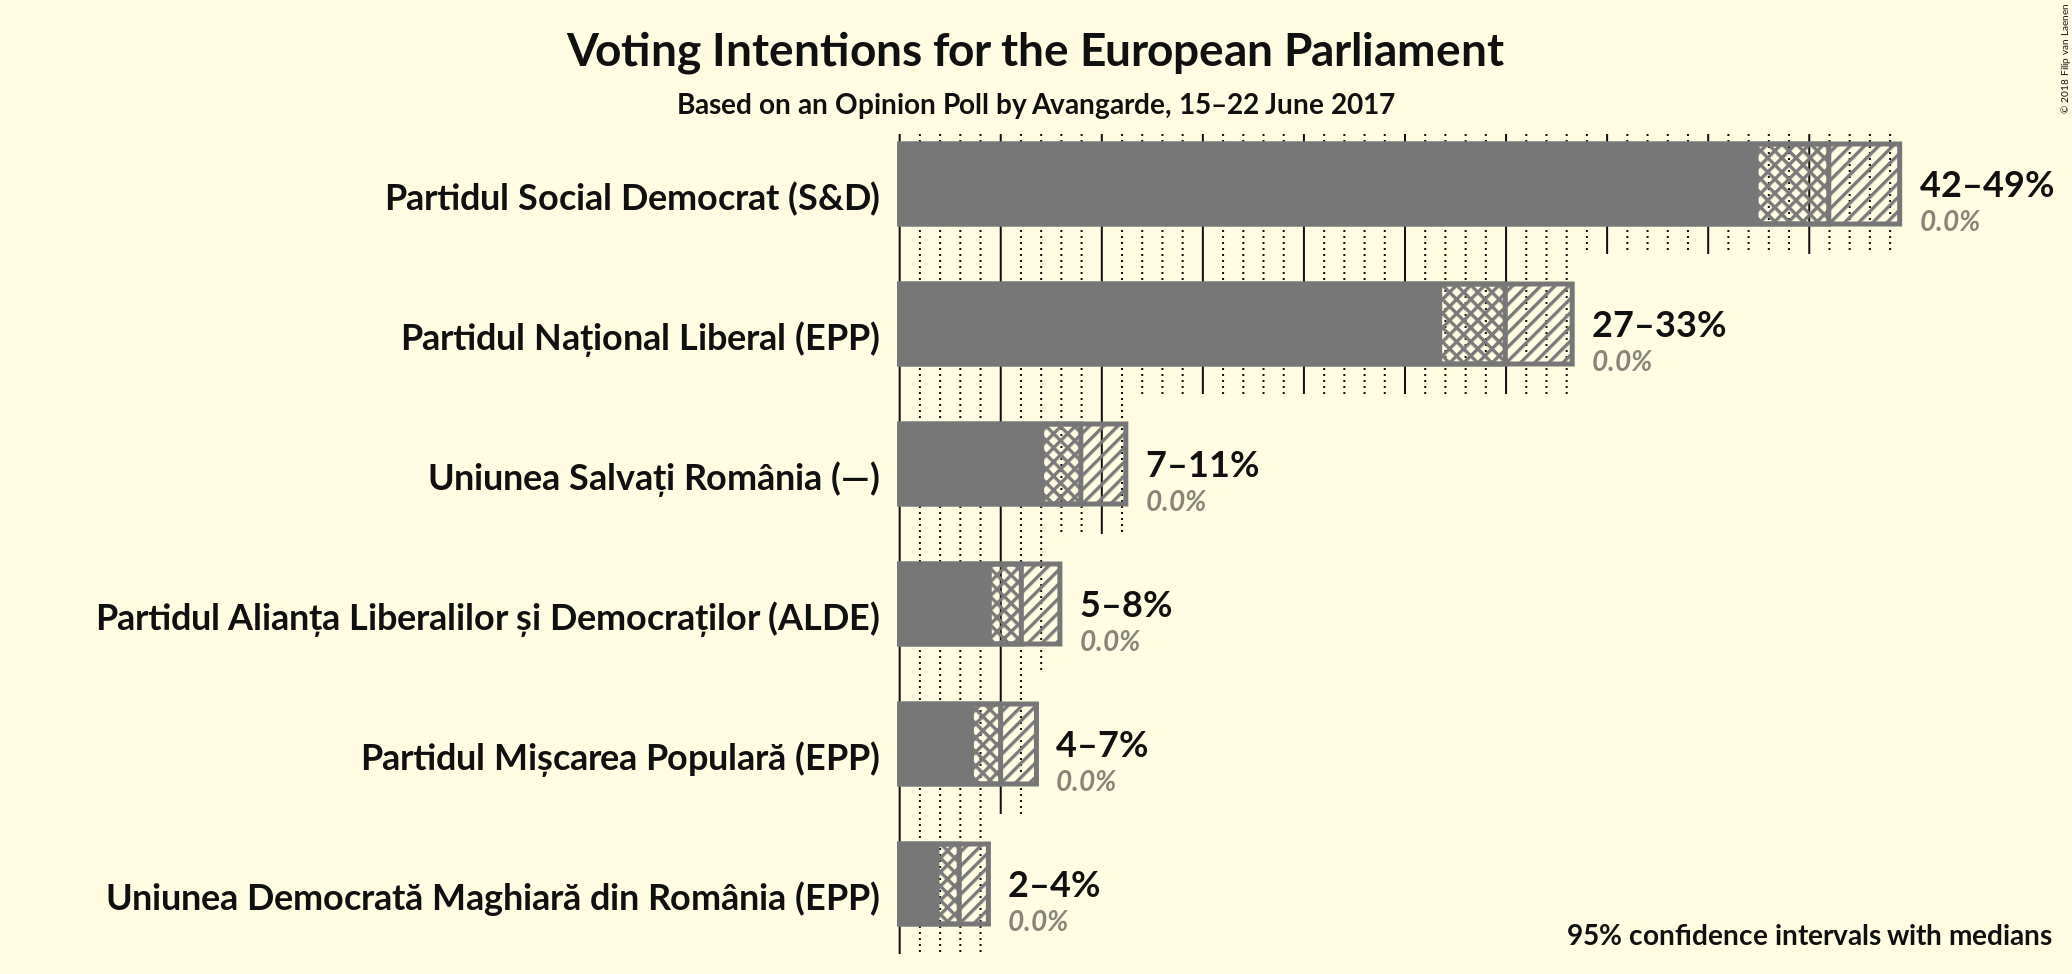 Voting Intentions for the European Parliament
Based on an Opinion Poll by Avangarde, 15–22 June 2017
© 2018 Filip van Laenen
Partidul Social Democrat (S&D)
42–49%
0.0%
Partidul Național Liberal (EPP)
27–33%
0.0%
Uniunea Salvați România (—)
7–11%
0.0%
Partidul Alianța Liberalilor și Democraților (ALDE)
5–8%
0.0%
Partidul Mișcarea Populară (EPP)
4–7%
0.0%
Uniunea Democrată Maghiară din România (EPP)
2–4%
0.0%
95% confidence intervals with medians